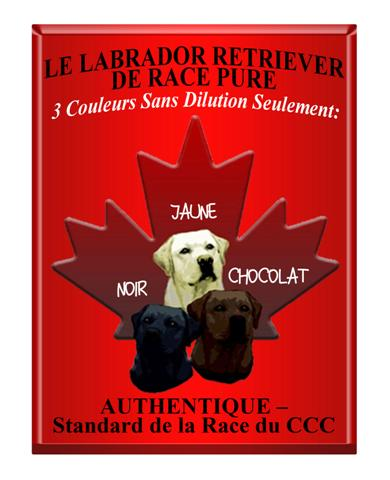 LE LABRADOR RETRIEVER
DE RACE PURE
3 Couleurs Sans Dilution Seulement:
JAUNE
NOIR
CHOCOLAT
AUTHENTIQUE –
Standard de la Race du CCC